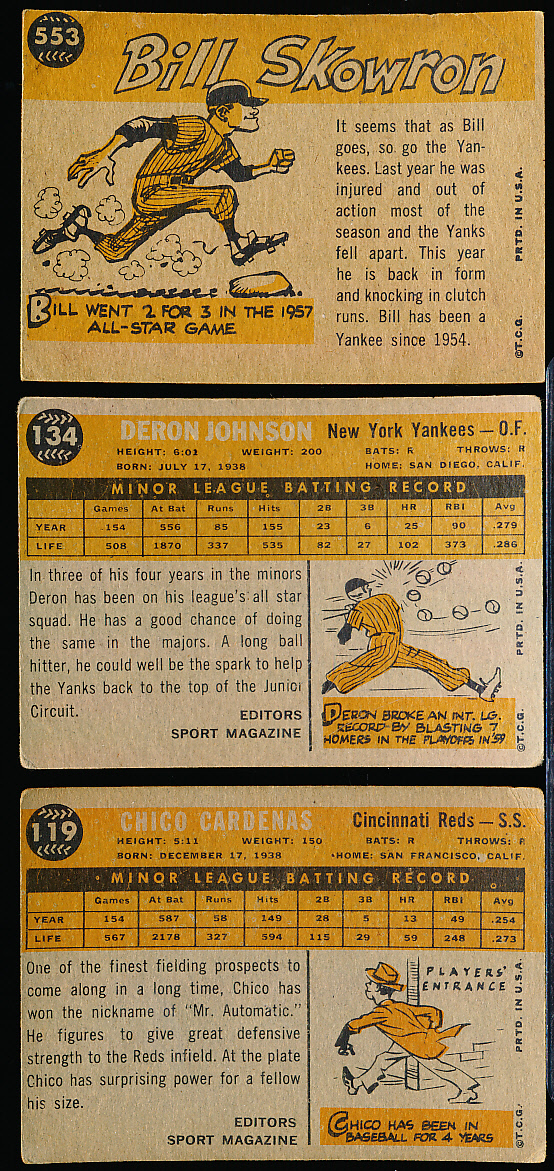 553
Bill Skowron
It seems that as Bill
goes, so go the Yan-
kees. Last year he was
injured and out of
action most of the
season and the Yanks
fell apart. This year
he is back in form
and knocking in clutch
runs. Bill has been a
Yankee since 1954.
BILL WENT 2 FOR 3 IN THE 1957
ALL-STAR GAME
©T.C.G. PRTD. IN U.S.A.
134
DERON JOHNSON New York Yankees — O.F.
HEIGHT: 6:02 WEIGHT: 200 BATS: R THROWS: R
BORN: JULY 17, 1938 HOME: SAN DIEGO, CALIF.
MINOR LEAGUE BATTING RECORD
Games At Bat Runs Hits 2B 3B HR RBI Avg
YEAR 154 556 85 155 23 6 25 90 .279
LIFE 508 1870 337 535 82 27 102 373 .286
In three of his four years in the minors
Deron has been on his league's all star
squad. He has a good chance of doing
the same in the majors. A long ball
hitter, he could well be the spark to help
the Yanks back to the top of the Junior
Circuit.
EDITORS
SPORT MAGAZINE
DERON BROKE AN INT. LG.
RECORD BY BLASTING 7
HOMERS IN THE PLAYOFFS IN '59
©T.C.G. PRTD. IN U.S.A.
119
CHICO CARDENAS Cincinnati Reds — S.S.
HEIGHT: 5:11 WEIGHT: 150 BATS: R THROWS: R
BORN: DECEMBER 17, 1938 HOME: SAN FRANCISCO, CALIF.
MINOR LEAGUE BATTING RECORD
Games At Bat Runs Hits 2B 3B HR RBI Avg
YEAR 154 587 58 149 28 5 13 49 .254
LIFE 567 2178 327 594 115 29 59 248 .273
One of the finest fielding prospects to
come along in a long time, Chico has
won the nickname of "Mr. Automatic."
He figures to give great defensive
strength to the Reds infield. At the plate
Chico has surprising power for a fellow
his size.
EDITORS
SPORT MAGAZINE
PLAYERS'
ENTRANCE
CHICO HAS BEEN IN
BASEBALL FOR 4 YEARS
©T.C.G. PRTD. IN U.S.A.